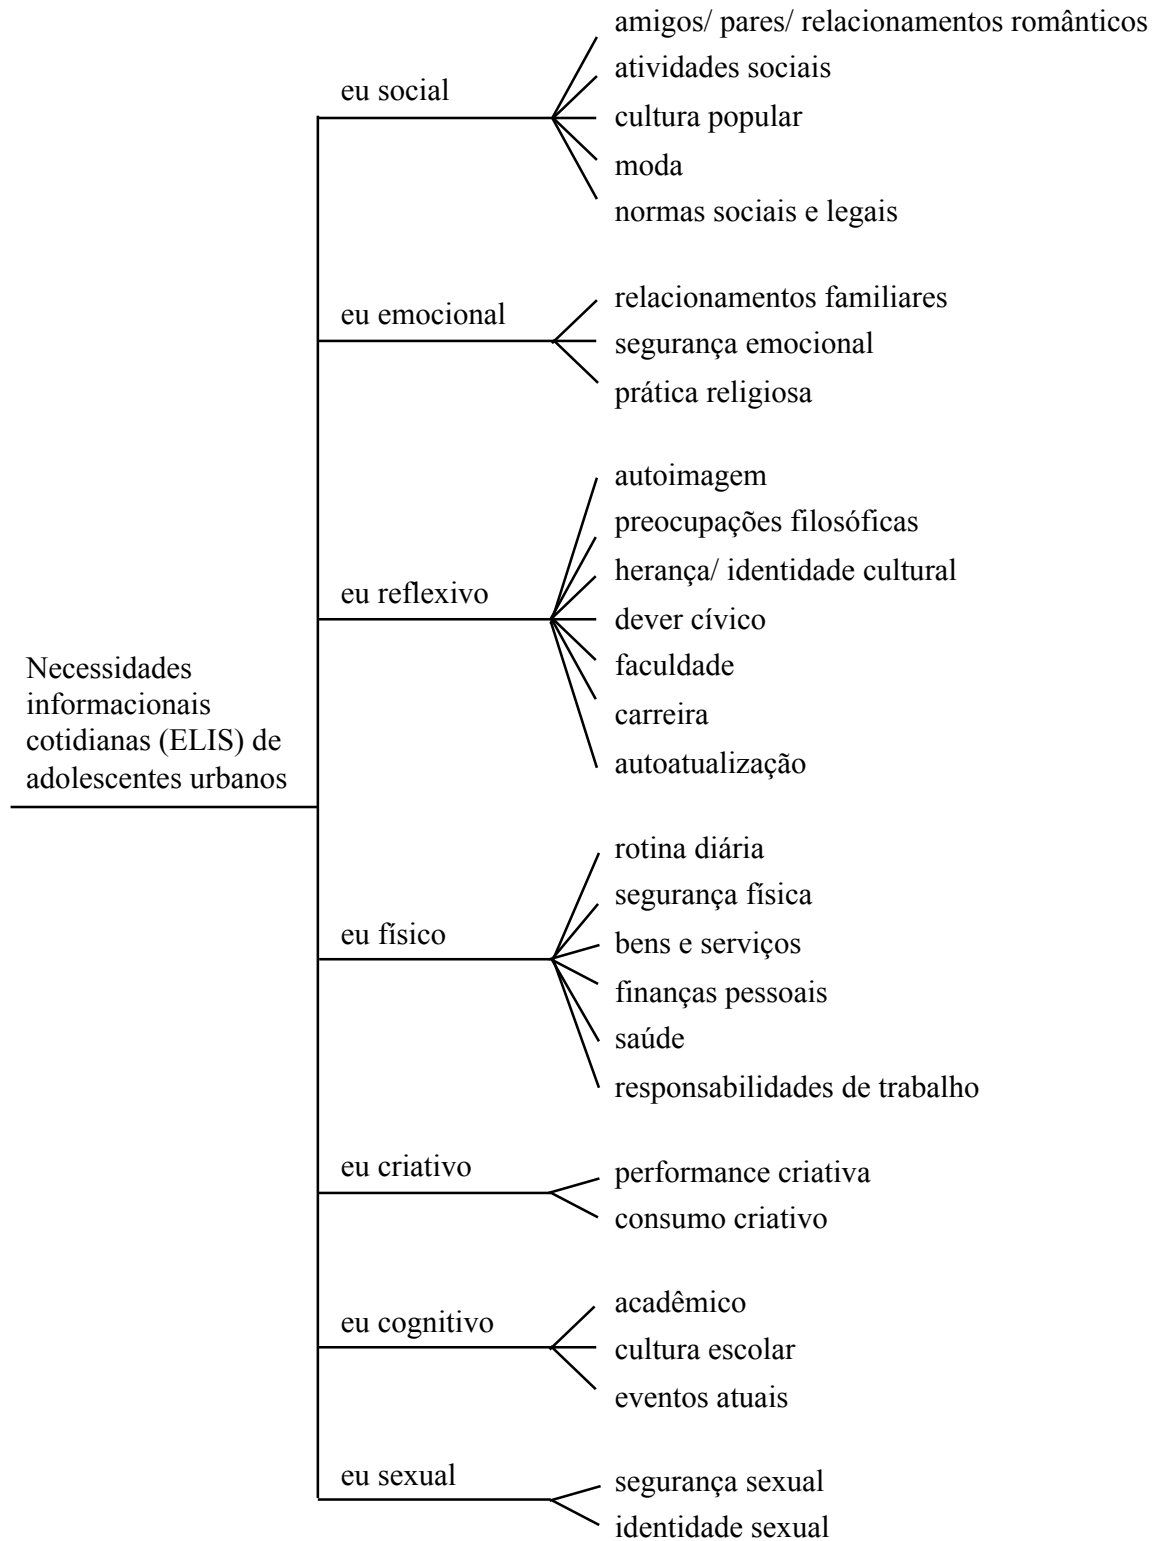 amigos/ pares/ relacionamentos românticos
atividades sociais
eu social
cultura popular
moda
normas sociais e legais
relacionamentos familiares
eu emocional
segurança emocional
prática religiosa
autoimagem
preocupações filosóficas
herança/ identidade cultural
eu reflexivo
dever cívico
faculdade
carreira
autoatualização
Necessidades
informacionais
cotidianas (ELIS) de
adolescentes urbanos
rotina diária
segurança física
eu físico
bens e serviços
finanças pessoais
saúde
responsabilidades de trabalho
eu criativo
performance criativa
consumo criativo
acadêmico
eu cognitivo
cultura escolar
eventos atuais
eu sexual
segurança sexual
identidade sexual